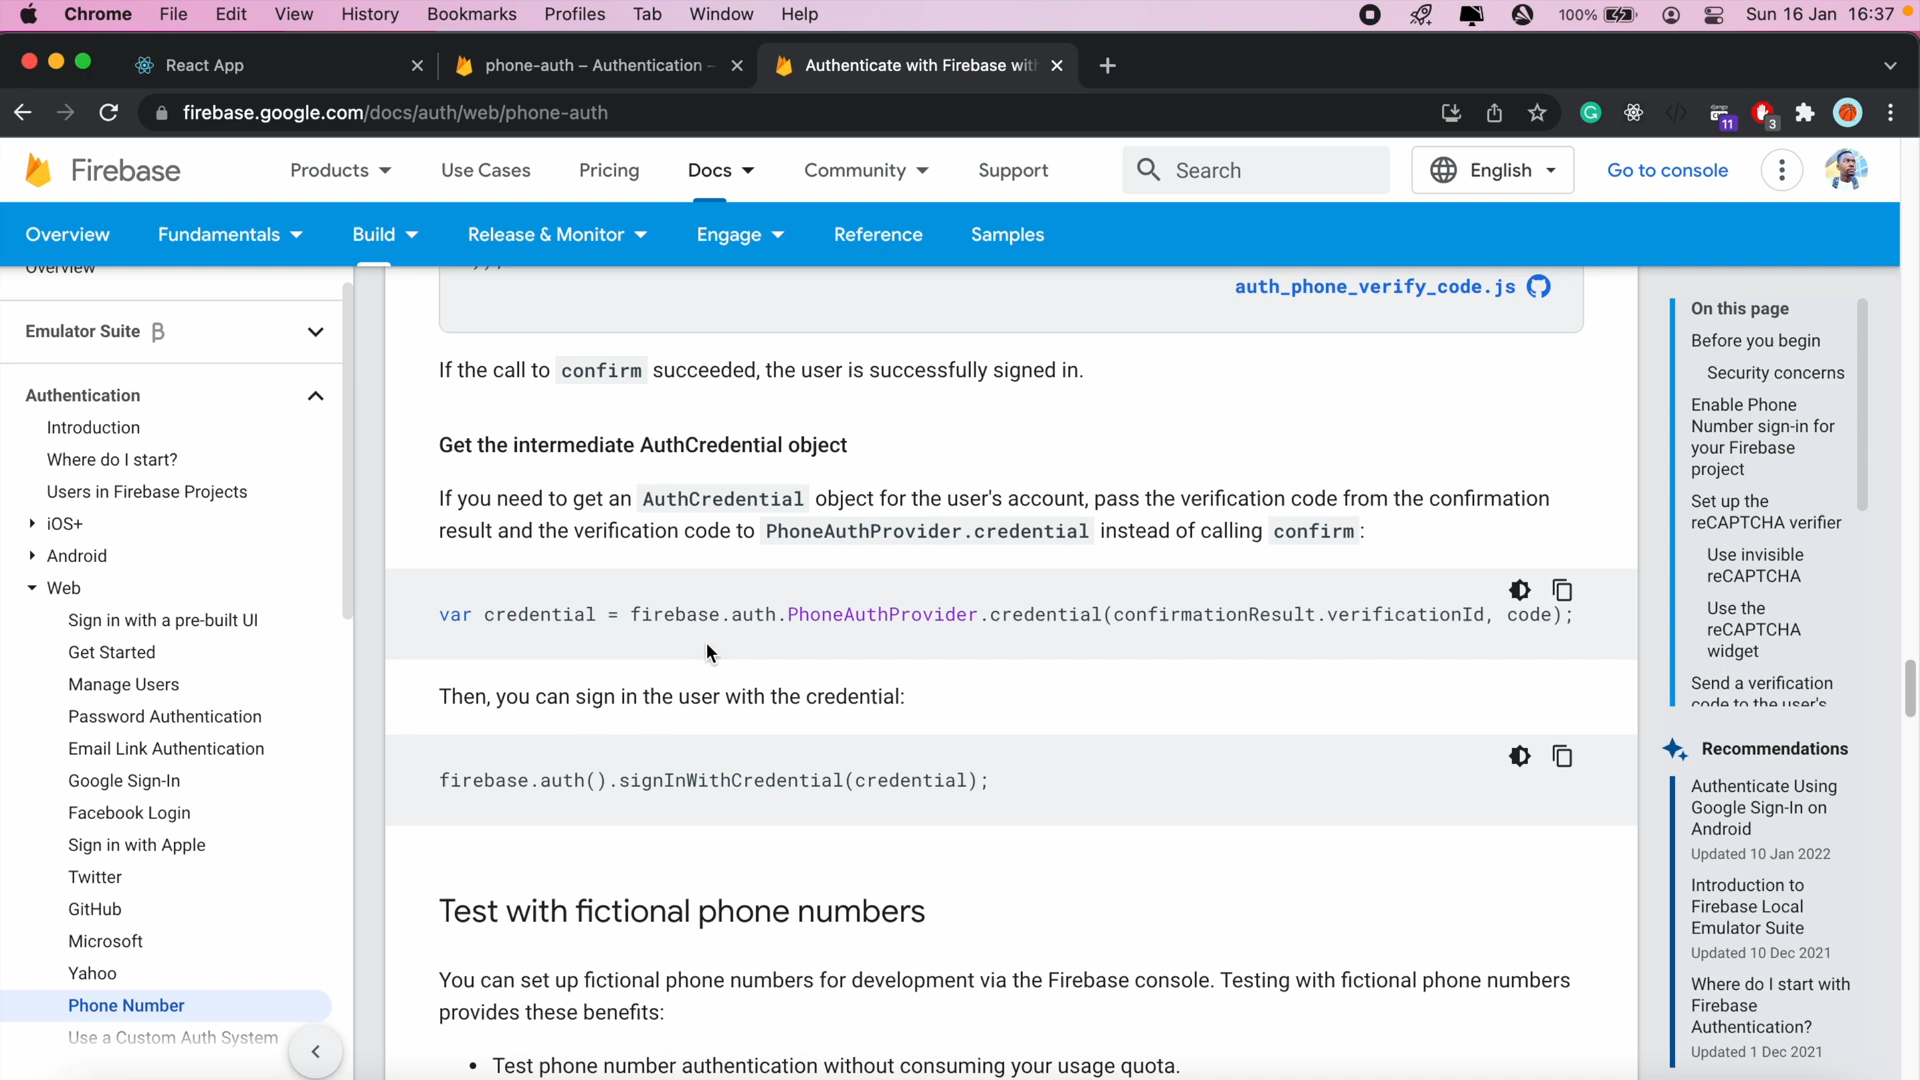 Chrome File Edit View History Bookmarks Profiles Tab Window Help 100% Sun 16 Jan 16:37
React App phone-auth – Authentication – Authenticate with Firebase wit
firebase.google.com/docs/auth/web/phone-auth 11 3
Firebase Products Use Cases Pricing Docs Community Support Search English Go to console
Overview Fundamentals Build Release & Monitor Engage Reference Samples
Overview
Emulator Suite β
Authentication
Introduction
Where do I start?
Users in Firebase Projects
iOS+
Android
Web
Sign in with a pre-built UI
Get Started
Manage Users
Password Authentication
Email Link Authentication
Google Sign-In
Facebook Login
Sign in with Apple
Twitter
GitHub
Microsoft
Yahoo
Phone Number
Use a Custom Auth System
auth_phone_verify_code.js
If the call to confirm succeeded, the user is successfully signed in.
Get the intermediate AuthCredential object
If you need to get an AuthCredential object for the user's account, pass the verification code from the confirmation
result and the verification code to PhoneAuthProvider.credential instead of calling confirm:
var credential = firebase.auth.PhoneAuthProvider.credential(confirmationResult.verificationId, code);
Then, you can sign in the user with the credential:
firebase.auth().signInWithCredential(credential);
Test with fictional phone numbers
You can set up fictional phone numbers for development via the Firebase console. Testing with fictional phone numbers
provides these benefits:
• Test phone number authentication without consuming your usage quota.
On this page
Before you begin
Security concerns
Enable Phone
Number sign-in for
your Firebase
project
Set up the
reCAPTCHA verifier
Use invisible
reCAPTCHA
Use the
reCAPTCHA
widget
Send a verification
code to the user's
Recommendations
Authenticate Using
Google Sign-In on
Android
Updated 10 Jan 2022
Introduction to
Firebase Local
Emulator Suite
Updated 10 Dec 2021
Where do I start with
Firebase
Authentication?
Updated 1 Dec 2021